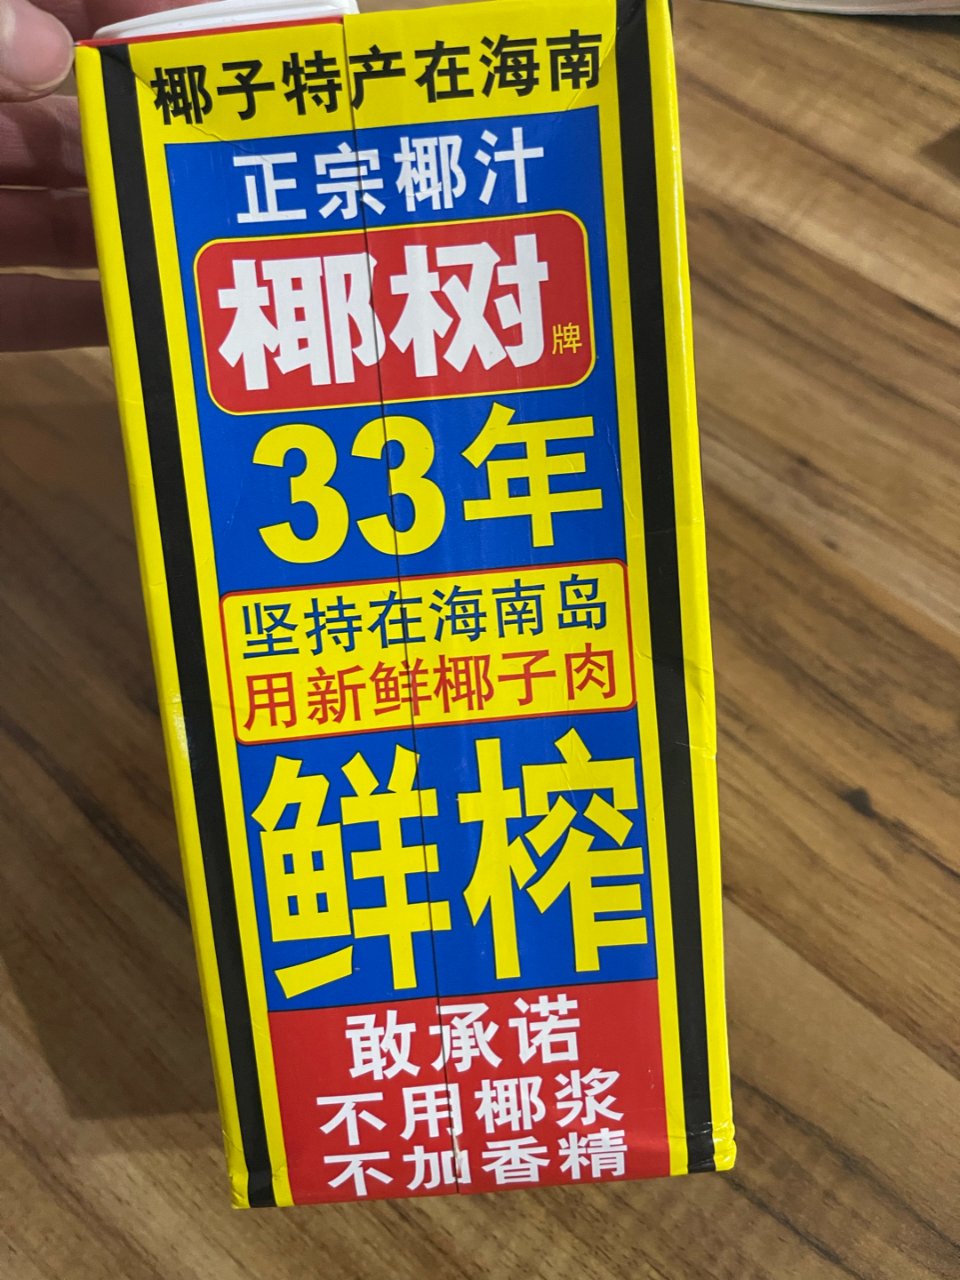 椰子特产在海南
正宗椰汁
椰树牌
33年
坚持在海南岛
用新鲜椰子肉
鲜榨
敢承诺
不用椰浆
不加香精